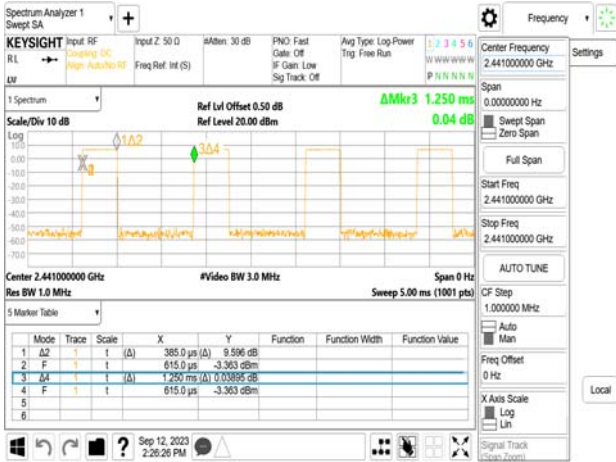 Spectrum Analyzer 1
Swept SA
Frequency
KEYSIGHT
Input: RF
Coupling: DC
Align: Auto/No RF
Input Z: 50 Ω
Freq Ref: Int (S)
#Atten: 30 dB
PNO: Fast
Gate: Off
IF Gain: Low
Sig Track: Off
Avg Type: Log-Power
Trig: Free Run
1 2 3 4 5 6
W W W W W W
P N N N N N
R L
1 Spectrum
Scale/Div 10 dB
Ref Lvl Offset 0.50 dB
Ref Level 20.00 dBm
ΔMkr3 1.250 ms
0.04 dB
Log
10.0
0.00
-10.0
-20.0
-30.0
-40.0
-50.0
-60.0
-70.0
1Δ2
3Δ4
Center 2.441000000 GHz
Res BW 1.0 MHz
#Video BW 3.0 MHz
Span 0 Hz
Sweep 5.00 ms (1001 pts)
5 Marker Table
Mode Trace Scale X Y Function Function Width Function Value
1 Δ2 1 t (Δ) 385.0 µs (Δ) 9.596 dB
2 F 1 t 615.0 µs -3.363 dBm
3 Δ4 1 t (Δ) 1.250 ms (Δ) 0.03895 dB
4 F 1 t 615.0 µs -3.363 dBm
5
6
Sep 12, 2023
2:26:26 PM
Center Frequency
2.441000000 GHz
Settings
Span
0.00000000 Hz
Swept Span
Zero Span
Full Span
Start Freq
2.441000000 GHz
Stop Freq
2.441000000 GHz
AUTO TUNE
CF Step
1.000000 MHz
Auto
Man
Freq Offset
0 Hz
X Axis Scale
Log
Lin
Signal Track
(Span Zoom)
Local